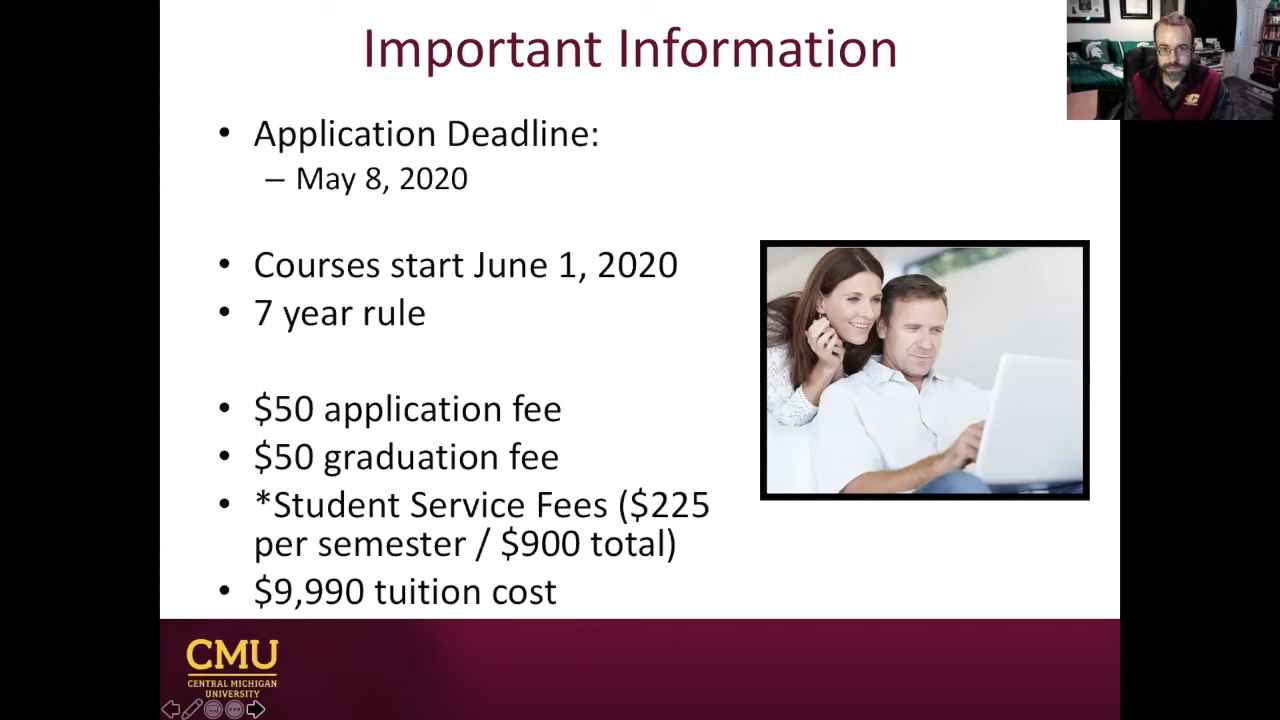 Important Information
• Application Deadline:
– May 8, 2020
• Courses start June 1, 2020
• 7 year rule
• $50 application fee
• $50 graduation fee
• *Student Service Fees ($225
per semester / $900 total)
• $9,990 tuition cost
CMU
CENTRAL MICHIGAN
UNIVERSITY